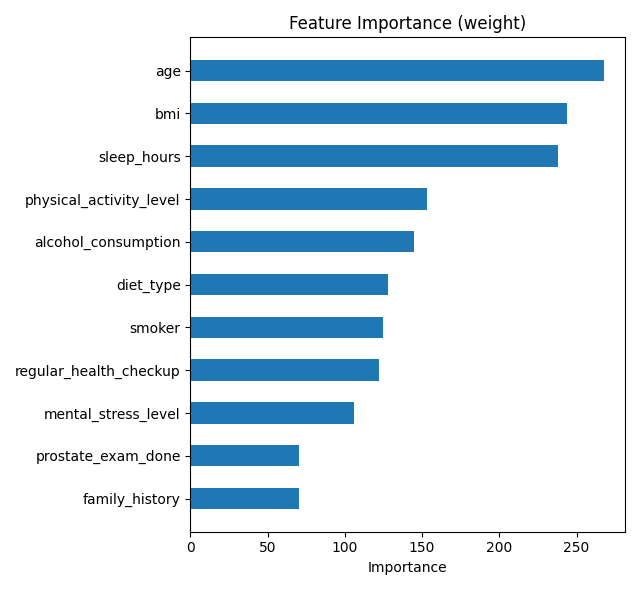 Feature Importance (weight)
age
bmi
sleep_hours
physical_activity_level
alcohol_consumption
diet_type
smoker
regular_health_checkup
mental_stress_level
prostate_exam_done
family_history
0 50 100 150 200 250
Importance